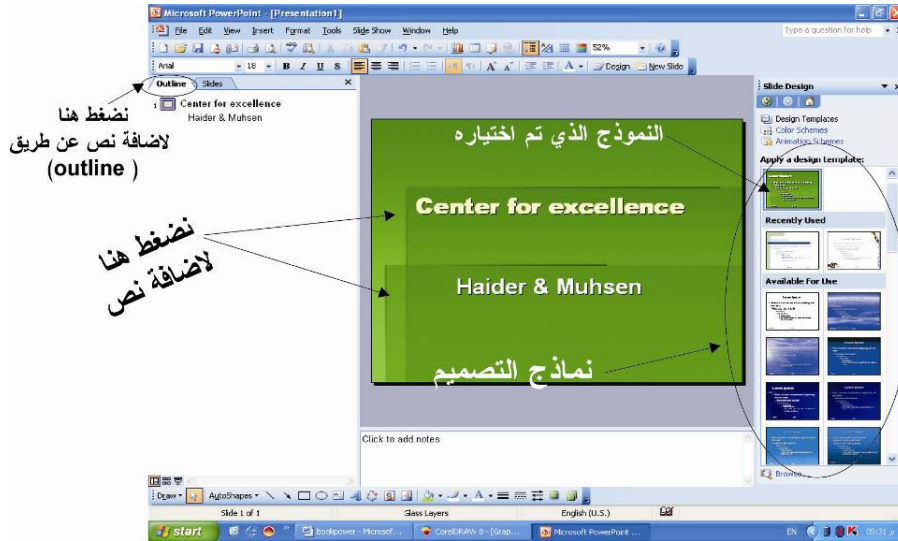 Microsoft PowerPoint - [Presentation1]
File Edit View Insert Format Tools Slide Show Window Help
Type a question for help
52%
Arial 18 B I U S Design New Slide
Outline Slides
1 Center for excellence
Haider & Muhsen
نضغط هنا
لاضافة نص عن طريق
(outline )
نضغط هنا
لاضافة نص
النموذج الذي تم اختياره
Center for excellence
Haider & Muhsen
نماذج التصميم
Click to add notes
Slide Design
Design Templates
Color Schemes
Animation Schemes
Apply a design template:
Recently Used
Available For Use
Browse...
Draw AutoShapes
Slide 1 of 1 Glass Layers English (U.S.)
start bookpower - Microsof... CorelDRAW 8 - [Grap... Microsoft PowerPoint ... EN 05:31 م